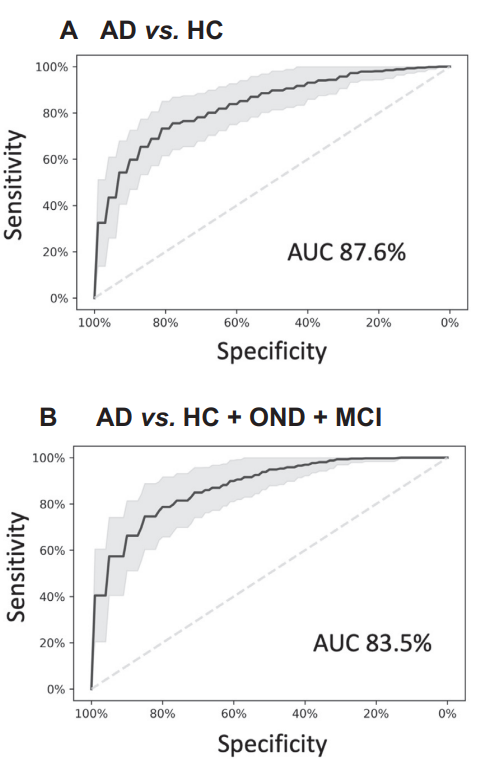 A AD vs. HC
100%
80%
60%
40%
20%
0%
Sensitivity
AUC 87.6%
100% 80% 60% 40% 20% 0%
Specificity
B AD vs. HC + OND + MCI
100%
80%
60%
40%
20%
0%
Sensitivity
AUC 83.5%
100% 80% 60% 40% 20% 0%
Specificity